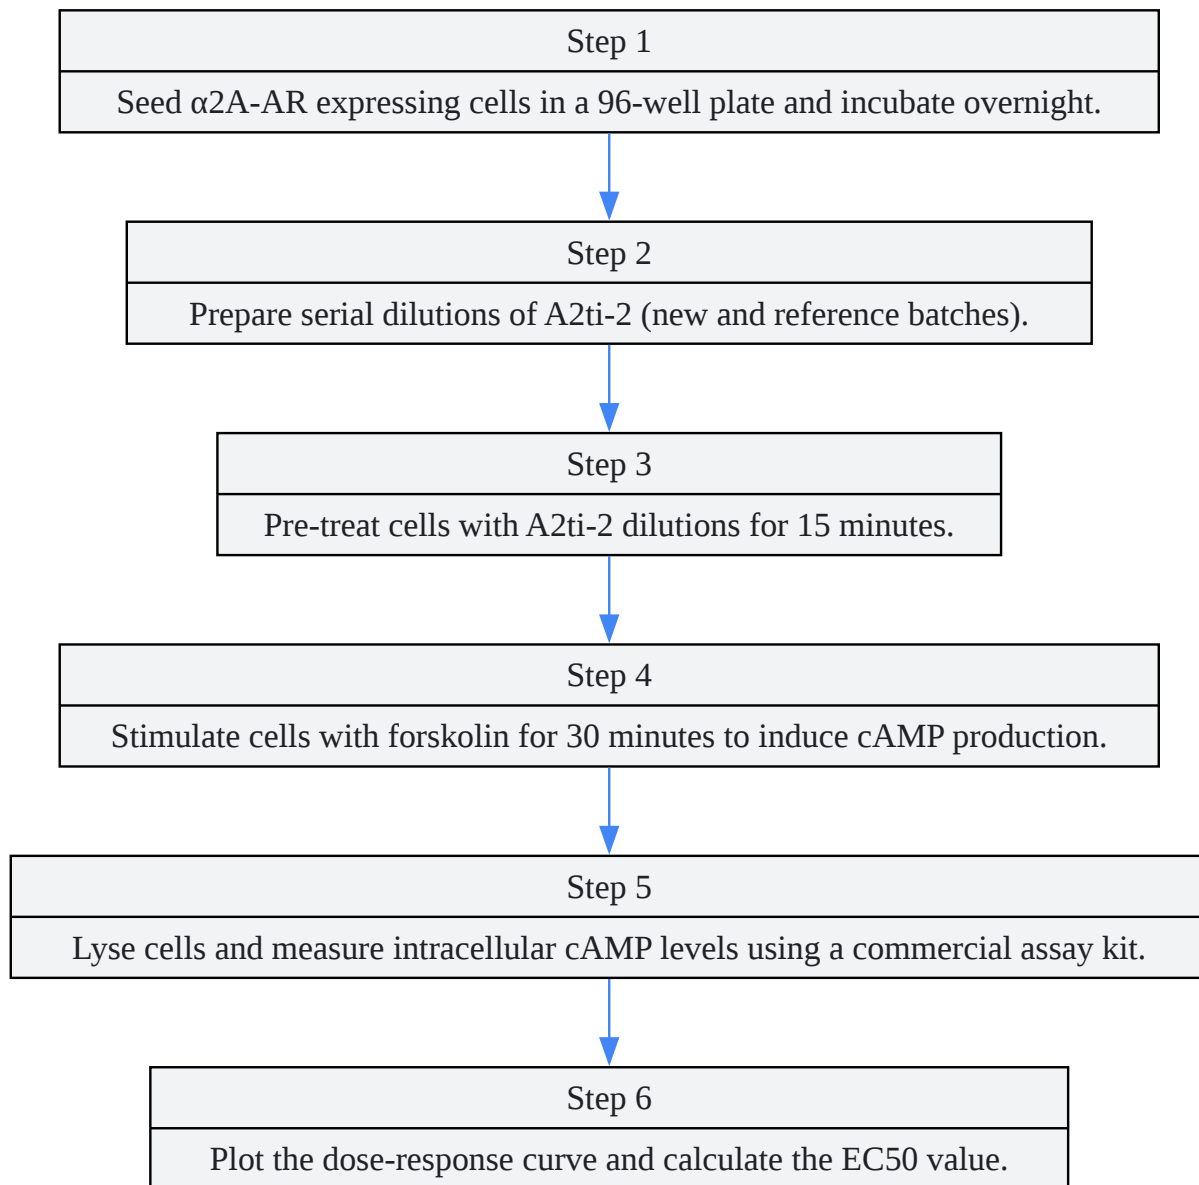 Step 1
Seed α2A-AR expressing cells in a 96-well plate and incubate overnight.
Step 2
Prepare serial dilutions of A2ti-2 (new and reference batches).
Step 3
Pre-treat cells with A2ti-2 dilutions for 15 minutes.
Step 4
Stimulate cells with forskolin for 30 minutes to induce cAMP production.
Step 5
Lyse cells and measure intracellular cAMP levels using a commercial assay kit.
Step 6
Plot the dose-response curve and calculate the EC50 value.